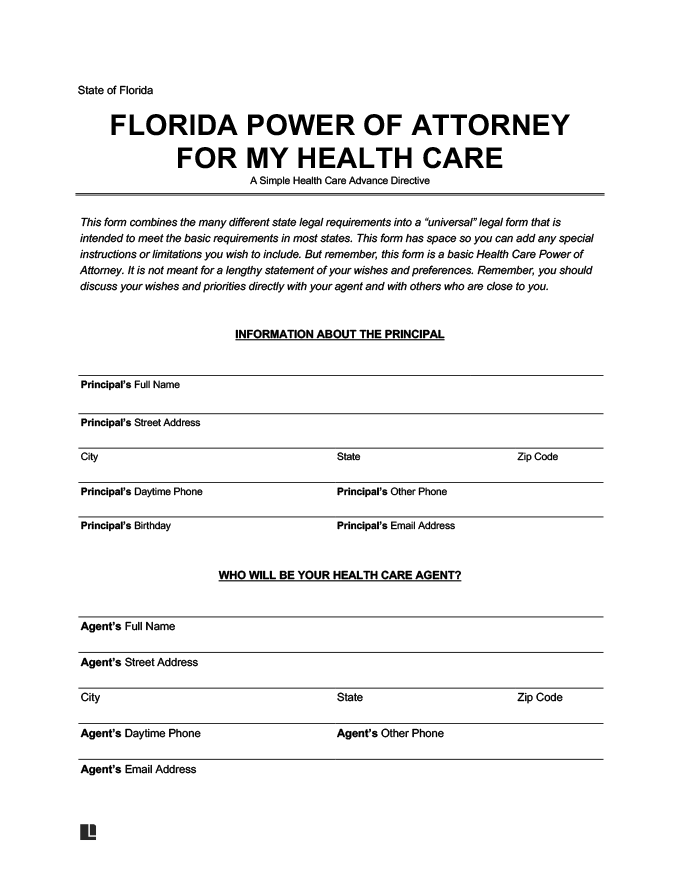 State of Florida
FLORIDA POWER OF ATTORNEY
FOR MY HEALTH CARE
A Simple Health Care Advance Directive
This form combines the many different state legal requirements into a “universal” legal form that is
intended to meet the basic requirements in most states. This form has space so you can add any special
instructions or limitations you wish to include. But remember, this form is a basic Health Care Power of
Attorney. It is not meant for a lengthy statement of your wishes and preferences. Remember, you should
discuss your wishes and priorities directly with your agent and with others who are close to you.
INFORMATION ABOUT THE PRINCIPAL
Principal’s Full Name
Principal’s Street Address
City State Zip Code
Principal’s Daytime Phone Principal’s Other Phone
Principal’s Birthday Principal’s Email Address
WHO WILL BE YOUR HEALTH CARE AGENT?
Agent’s Full Name
Agent’s Street Address
City State Zip Code
Agent’s Daytime Phone Agent’s Other Phone
Agent’s Email Address